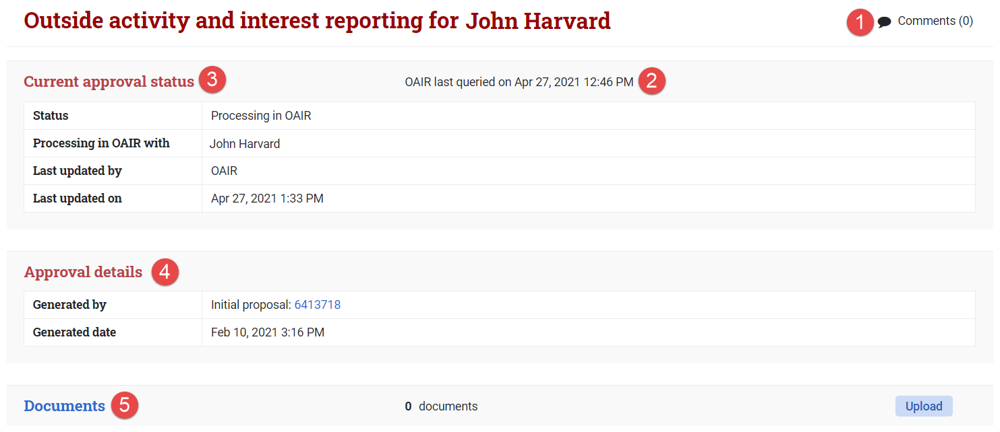 Outside activity and interest reporting for John Harvard
1 Comments (0)
Current approval status 3 OAIR last queried on Apr 27, 2021 12:46 PM 2
Status Processing in OAIR
Processing in OAIR with John Harvard
Last updated by OAIR
Last updated on Apr 27, 2021 1:33 PM
Approval details 4
Generated by Initial proposal: 6413718
Generated date Feb 10, 2021 3:16 PM
Documents 5 0 documents Upload